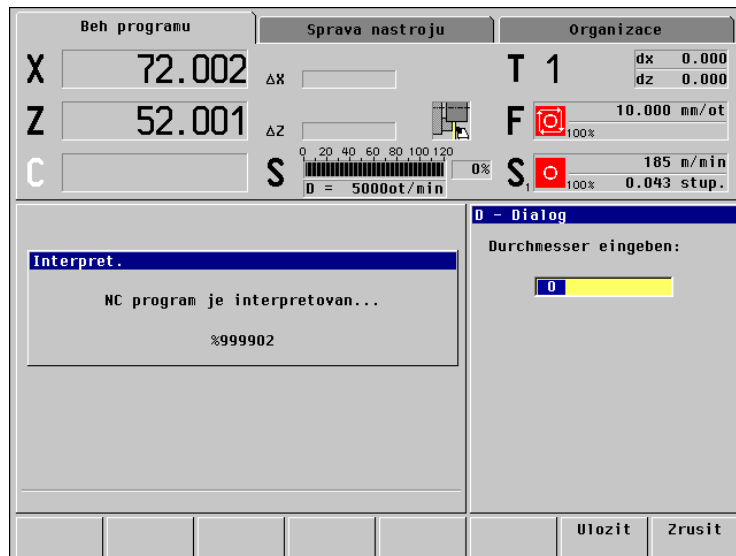 Beh programu Sprava nastroju Organizace
X 72.002 ΔX T 1 dx 0.000
dz 0.000
Z 52.001 ΔZ F 100% 10.000 mm/ot
C S 0 20 40 60 80 100 120 0% S1 100% 185 m/min
D = 5000ot/min 0.043 stup.
D - Dialog
Durchmesser eingeben:
0
Interpret.
NC program je interpretovan...
%999902
Ulozit Zrusit